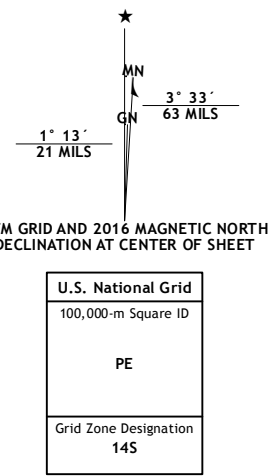 ★
MN
3° 33´
63 MILS
GN
1° 13´
21 MILS
M GRID AND 2016 MAGNETIC NORTH
DECLINATION AT CENTER OF SHEET
U.S. National Grid
100,000-m Square ID
PE
Grid Zone Designation
14S